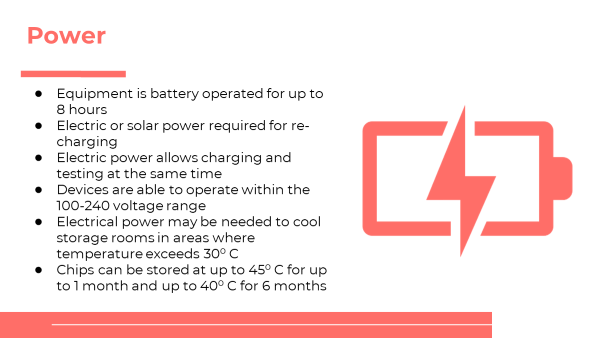 Power
● Equipment is battery operated for up to
8 hours
● Electric or solar power required for re-
charging
● Electric power allows charging and
testing at the same time
● Devices are able to operate within the
100-240 voltage range
● Electrical power may be needed to cool
storage rooms in areas where
temperature exceeds 30⁰ C
● Chips can be stored at up to 45⁰ C for up
to 1 month and up to 40⁰ C for 6 months